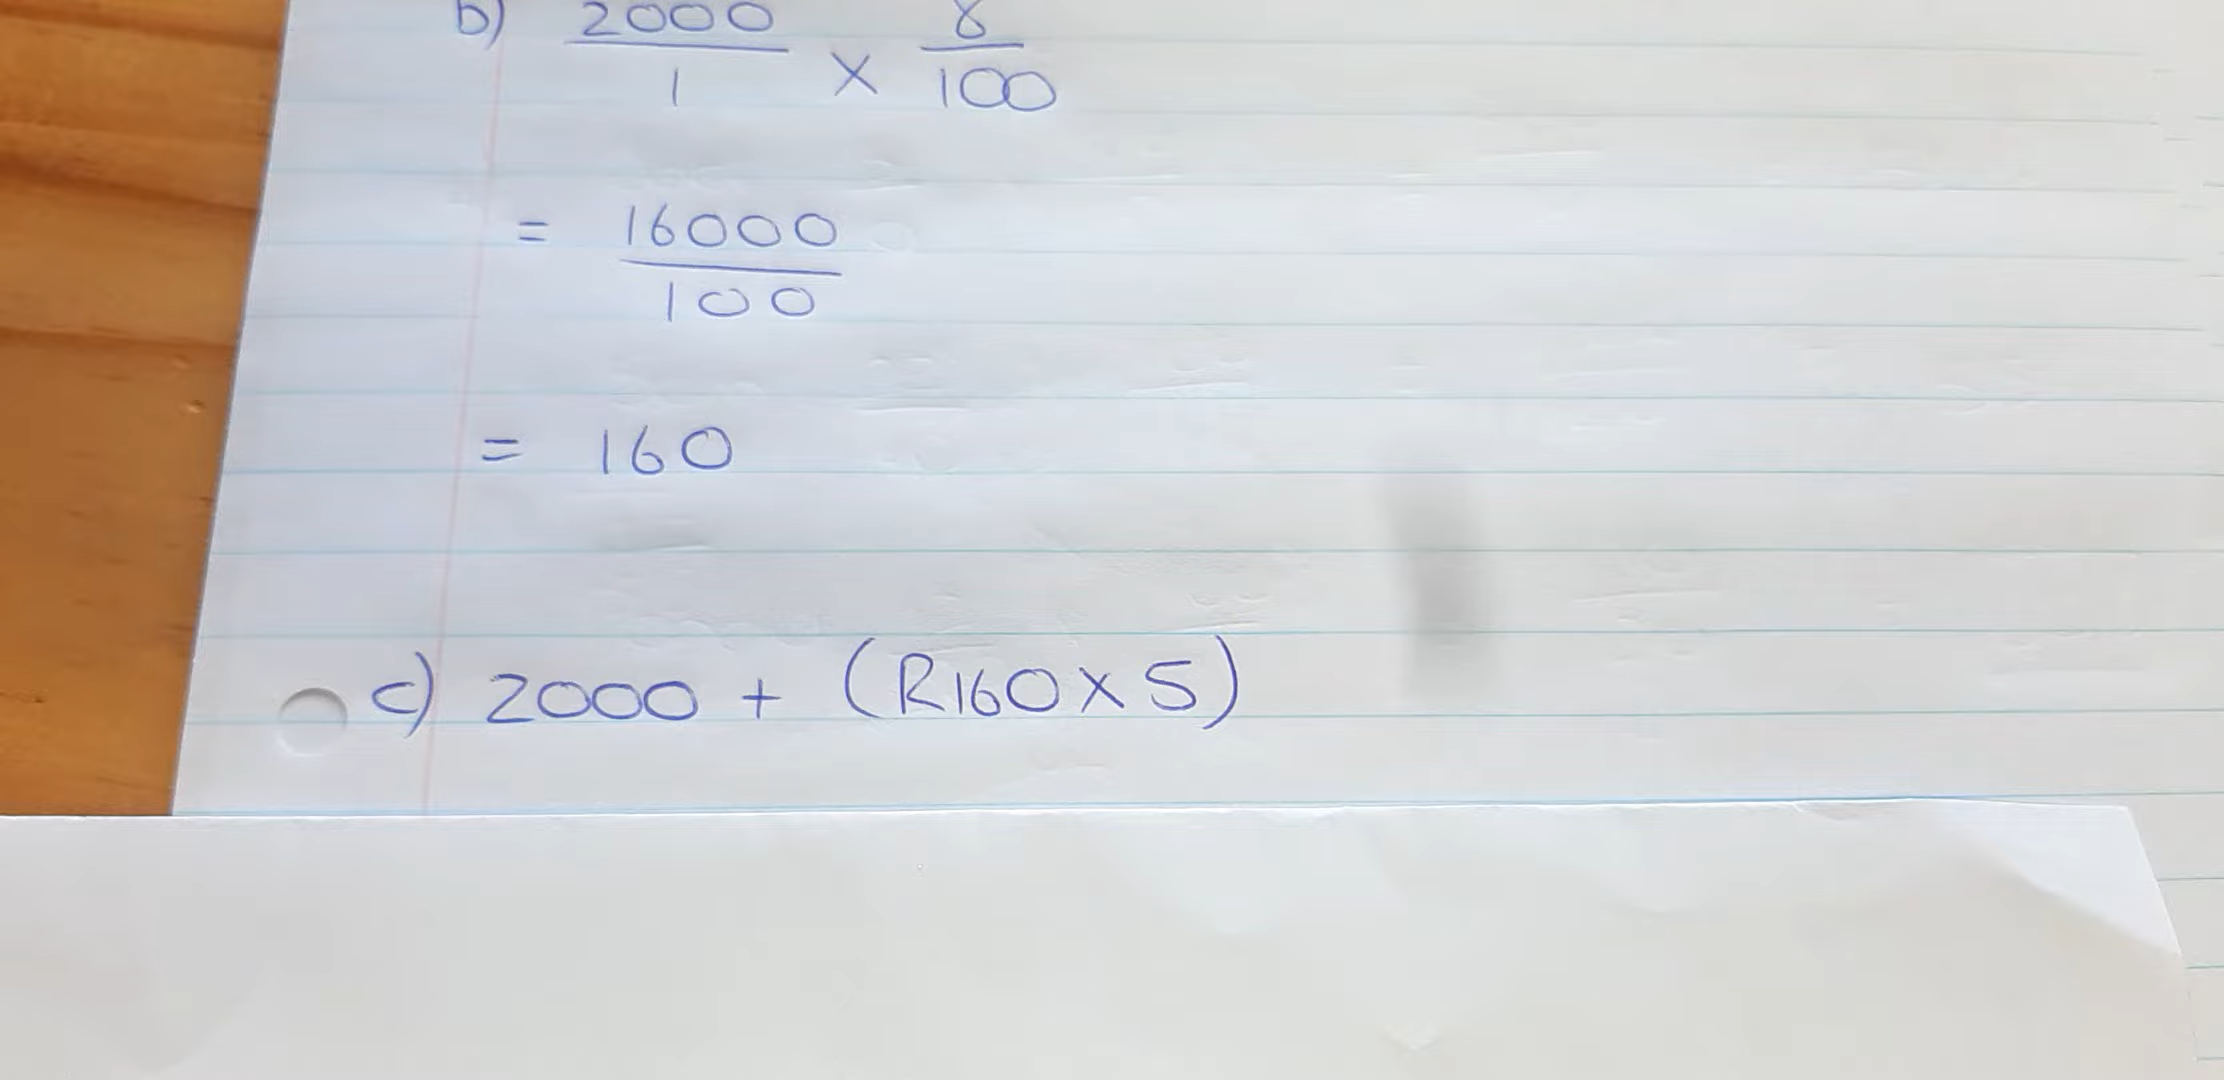 b) 2000/1 × 8/100
= 16000/100
= 160
c) 2000 + (R160 × 5)